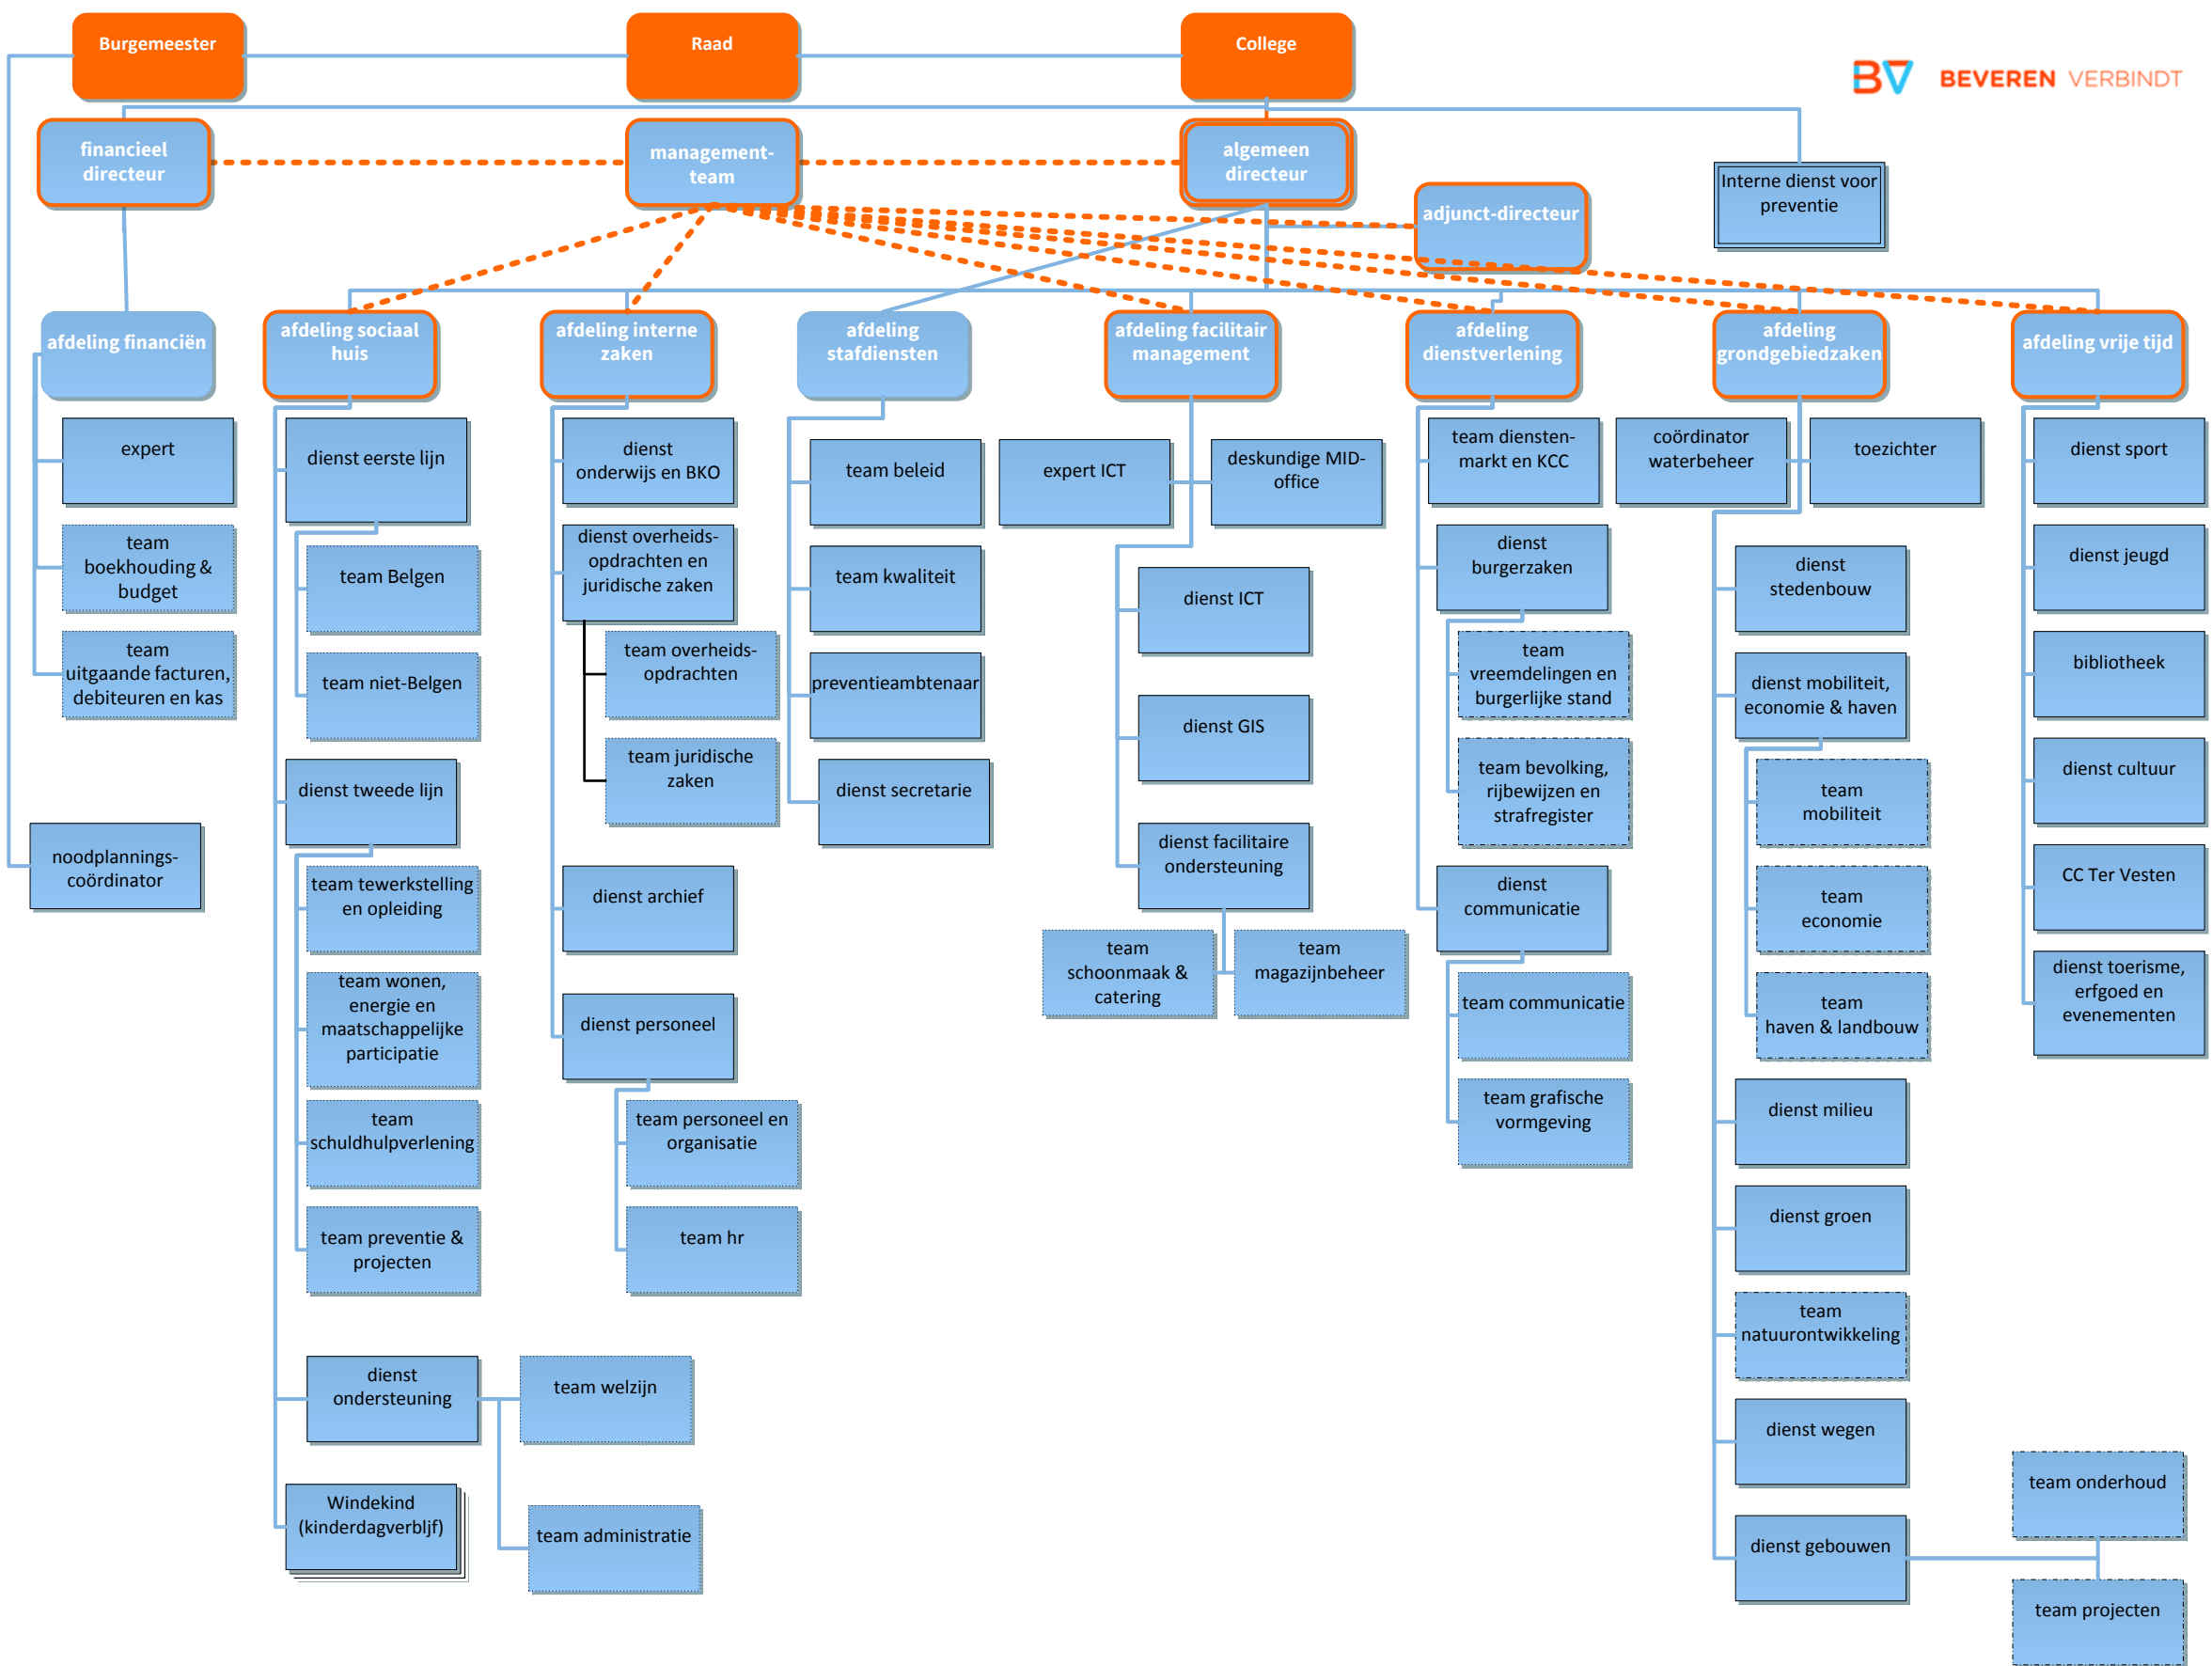 Burgemeester
Raad
College
BV BEVEREN VERBINDT
financieel
directeur
management-
team
algemeen
directeur
Interne dienst voor
preventie
adjunct-directeur
afdeling financiën
afdeling sociaal
huis
afdeling interne
zaken
afdeling
stafdiensten
afdeling facilitair
management
afdeling
dienstverlening
afdeling
grondgebiedzaken
afdeling vrije tijd
expert
team
boekhouding &
budget
team
uitgaande facturen,
debiteuren en kas
noodplannings-
coördinator
dienst eerste lijn
team Belgen
team niet-Belgen
dienst tweede lijn
team tewerkstelling
en opleiding
team wonen,
energie en
maatschappelijke
participatie
team
schuldhulpverlening
team preventie &
projecten
dienst
ondersteuning
team welzijn
team administratie
Windekind
(kinderdagverbljf)
dienst
onderwijs en BKO
dienst overheids-
opdrachten en
juridische zaken
team overheids-
opdrachten
team juridische
zaken
dienst archief
dienst personeel
team personeel en
organisatie
team hr
team beleid
team kwaliteit
preventieambtenaar
dienst secretarie
expert ICT
deskundige MID-
office
dienst ICT
dienst GIS
dienst facilitaire
ondersteuning
team
schoonmaak &
catering
team
magazijnbeheer
team diensten-
markt en KCC
dienst
burgerzaken
team
vreemdelingen en
burgerlijke stand
team bevolking,
rijbewijzen en
strafregister
dienst
communicatie
team communicatie
team grafische
vormgeving
coördinator
waterbeheer
toezichter
dienst
stedenbouw
dienst mobiliteit,
economie & haven
team
mobiliteit
team
economie
team
haven & landbouw
dienst milieu
dienst groen
team
natuurontwikkeling
dienst wegen
dienst gebouwen
team onderhoud
team projecten
dienst sport
dienst jeugd
bibliotheek
dienst cultuur
CC Ter Vesten
dienst toerisme,
erfgoed en
evenementen